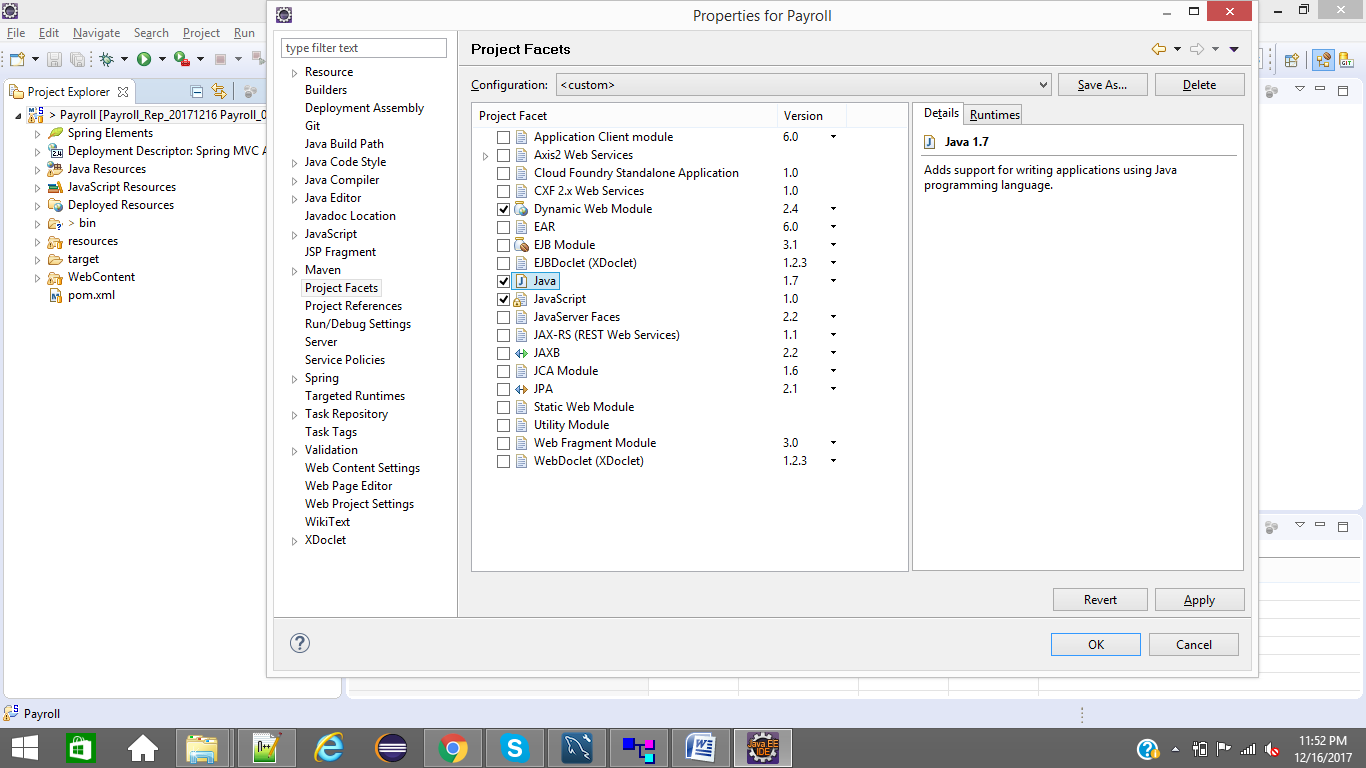 Properties for Payroll
File Edit Navigate Search Project Run
type filter text
Project Facets
Project Explorer
Configuration: <custom> Save As... Delete
> Payroll [Payroll_Rep_20171216 Payroll_0
Spring Elements
Deployment Descriptor: Spring MVC A
Java Resources
JavaScript Resources
Deployed Resources
> bin
resources
target
WebContent
pom.xml
Resource
Builders
Deployment Assembly
Git
Java Build Path
Java Code Style
Java Compiler
Java Editor
Javadoc Location
JavaScript
JSP Fragment
Maven
Project Facets
Project References
Run/Debug Settings
Server
Service Policies
Spring
Targeted Runtimes
Task Repository
Task Tags
Validation
Web Content Settings
Web Page Editor
Web Project Settings
WikiText
XDoclet
Project Facet Version
Application Client module 6.0
Axis2 Web Services
Cloud Foundry Standalone Application 1.0
CXF 2.x Web Services 1.0
Dynamic Web Module 2.4
EAR 6.0
EJB Module 3.1
EJBDoclet (XDoclet) 1.2.3
Java 1.7
JavaScript 1.0
JavaServer Faces 2.2
JAX-RS (REST Web Services) 1.1
JAXB 2.2
JCA Module 1.6
JPA 2.1
Static Web Module
Utility Module
Web Fragment Module 3.0
WebDoclet (XDoclet) 1.2.3
Details Runtimes
Java 1.7
Adds support for writing applications using Java
programming language.
Revert Apply
OK Cancel
Payroll
Java EE
IDE
11:52 PM
12/16/2017